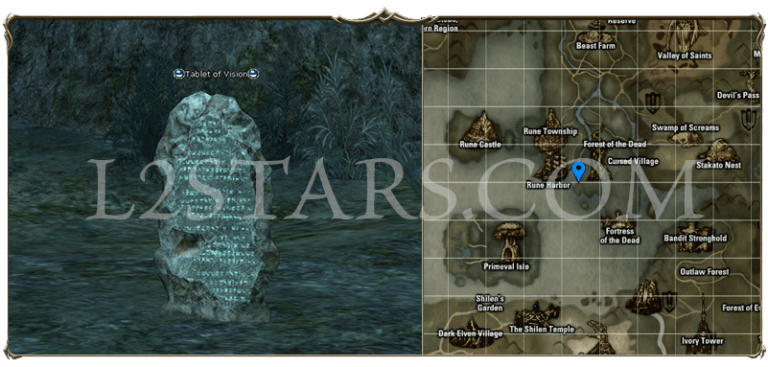 Tablet of Vision
L2STARS.COM
Reserve
en Region
Beast Farm
Valley of Saints
Devil's Pass
Swamp of Screams
Rune Township
Rune Castle
Forest of the Dead
Cursed Village
Stakato Nest
Rune Harbor
Fortress
of the Dead
Bandit Stronghold
Primeval Isle
Outlaw Forest
Shilen's
Garden
Forest of E
The Shilen Temple
Dark Elven Village
Ivory Tower